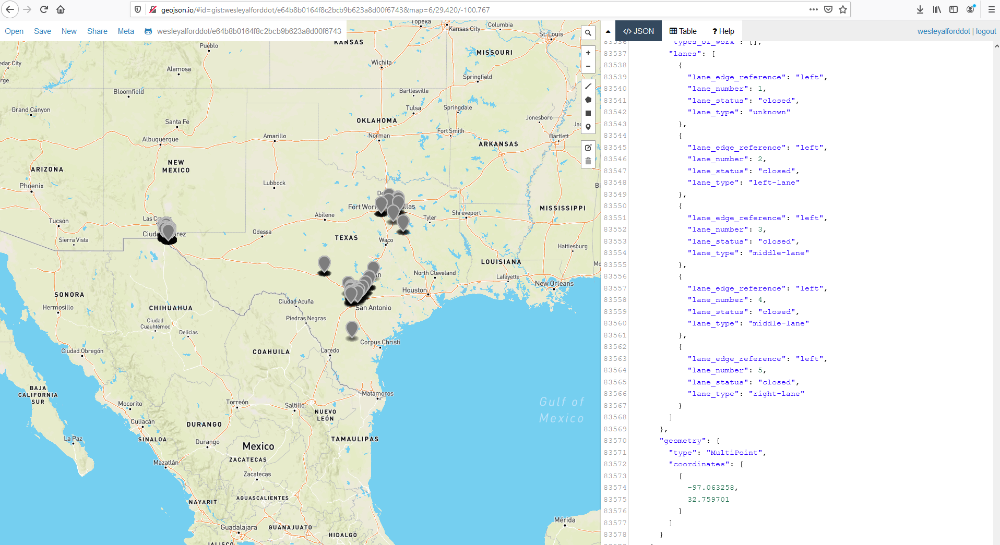 geojson.io/#id=gist:wesleyalforddot/e64b8b0164f8c2bcb9b623a8d00f6743&map=6/29.420/-100.767
Open Save New Share Meta wesleyalforddot/e64b8b0164f8c2bcb9b623a8d00f6743
JSON Table Help
wesleyalforddot | logout
Topeka
Kansas City
Columbia
St. Louis
KANSAS
Pueblo
MISSOURI
Wichita
Alamosa
Springfield
Bloomfield
Bartlesville
Grand Canyon
Tulsa
Springdale
Santa Fe
OKLAHOMA
Jonesboro
Albuquerque
Amarillo
Norman
Fort Smith
Bartlett
ARKANSAS
NEW
MEXICO
ARIZONA
Phoenix
Lubbock
Fort Wor
llas
MISSISSIPPI
Abilene
Tyler
Shreveport
Tucson
Las Cru
Odessa
Ciuda
rez
TEXAS
Waco
Sierra Vista
Hattiesburg
LOUISIANA
North Cleveland
Lafayette
New Orleans
Houston
SONORA
Ciudad Acuña
San Antonio
CHIHUAHUA
Hermosillo
Piedras Negras
Ciudad
Cuauhtémoc
Delicias
Corpus Christi
Ciudad Obregón
COAHUILA
Laredo
BAJA
CALIFORNIA
SUR
Matamoros
Mocorito
Torreón
Saltillo
Gulf of
Mexico
NUEVO
LEÓN
Culiacán
DURANGO
La Paz
SINALOA
Durango
TAMAULIPAS
Mexico
ZACATECAS
Mazatlán
Zacatecas
AGUASCALIENTES
NAYARIT
Mérida
Guadalajara
GUANAJUATO
HIDALGO
JALISCO
83536 "types_of_work": [],
83537 "lanes": [
83538 {
83539 "lane_edge_reference": "left",
83540 "lane_number": 1,
83541 "lane_status": "closed",
83542 "lane_type": "unknown"
83543 },
83544 {
83545 "lane_edge_reference": "left",
83546 "lane_number": 2,
83547 "lane_status": "closed",
83548 "lane_type": "left-lane"
83549 },
83550 {
83551 "lane_edge_reference": "left",
83552 "lane_number": 3,
83553 "lane_status": "closed",
83554 "lane_type": "middle-lane"
83555 },
83556 {
83557 "lane_edge_reference": "left",
83558 "lane_number": 4,
83559 "lane_status": "closed",
83560 "lane_type": "middle-lane"
83561 },
83562 {
83563 "lane_edge_reference": "left",
83564 "lane_number": 5,
83565 "lane_status": "closed",
83566 "lane_type": "right-lane"
83567 }
83568 ]
83569 },
83570 "geometry": {
83571 "type": "MultiPoint",
83572 "coordinates": [
83573 [
83574 -97.063258,
83575 32.759701
83576 ]
83577 ]
83578 }